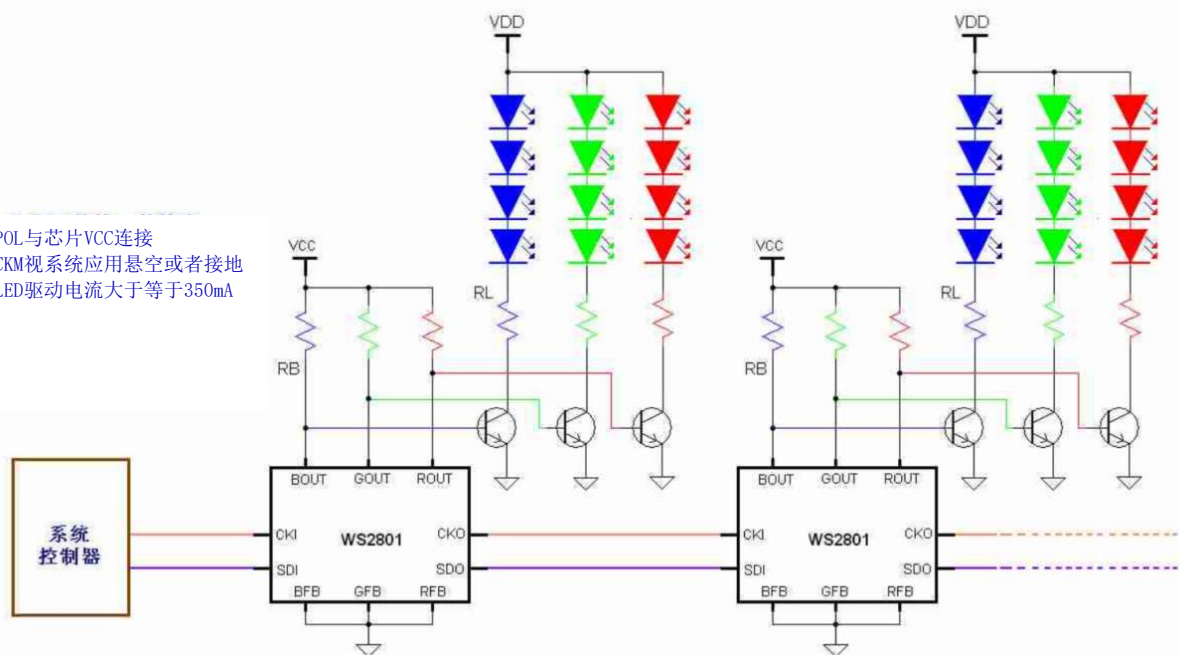 VDD
VDD
POL与芯片VCC连接
CKM视系统应用悬空或者接地
LED驱动电流大于等于350mA
VCC
VCC
RL
RL
RB
RB
BOUT GOUT ROUT
BOUT GOUT ROUT
系统
控制器
CKI WS2801 CKO
CKI WS2801 CKO
SDI SDO
SDI SDO
BFB GFB RFB
BFB GFB RFB